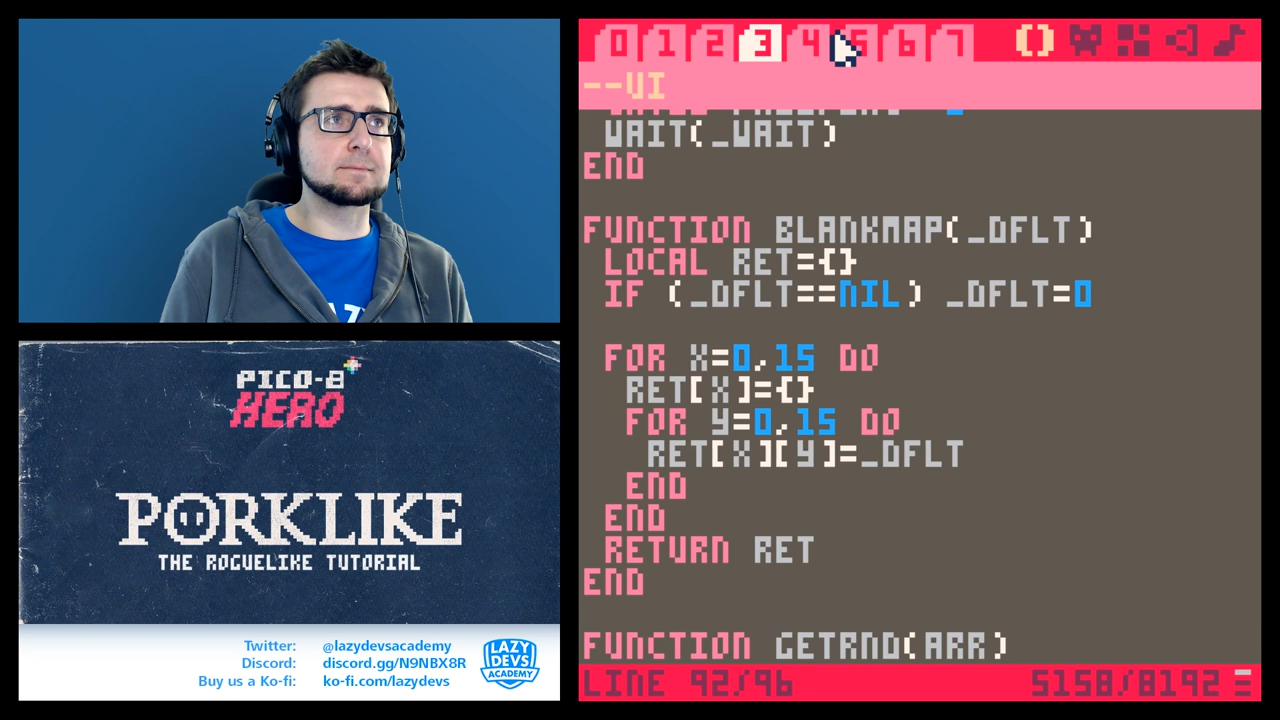 PICO-8
HERO
PORKLIKE
THE ROGUELIKE TUTORIAL
Twitter: @lazydevsacademy
Discord: discord.gg/N9NBX8R
Buy us a Ko-fi: ko-fi.com/lazydevs
LAZY
DEVS
ACADEMY
0 1 2 3 4 5 6 7
--UI
WAIT(_WAIT)
END
FUNCTION BLANKMAP(_DFLT)
LOCAL RET={}
IF (_DFLT==NIL) _DFLT=0
FOR X=0,15 DO
RET[X]={}
FOR Y=0,15 DO
RET[X][Y]=_DFLT
END
END
RETURN RET
END
FUNCTION GETRND(ARR)
LINE 92/96
5158/8192